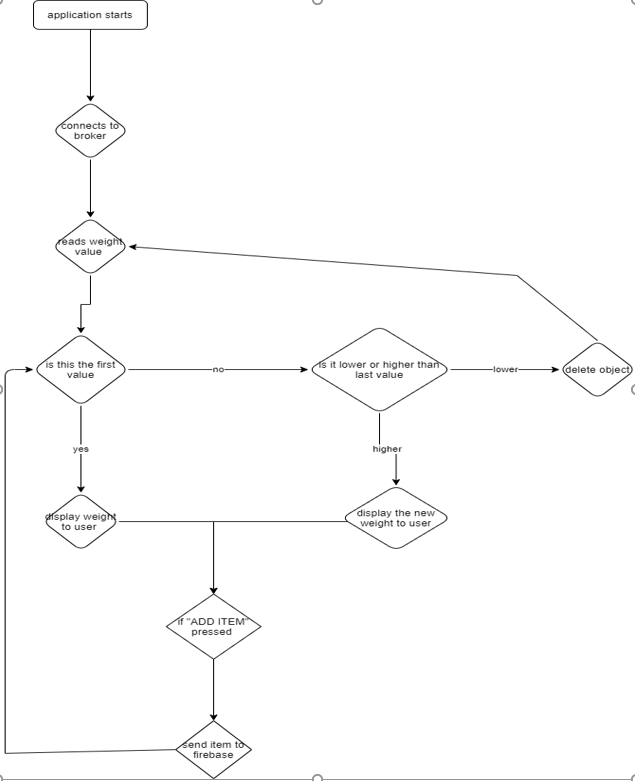 application starts
connects to
broker
reads weight
value
is this the first
value
no
is it lower or higher than
last value
lower
delete object
yes
higher
display weight
to user
display the new
weight to user
if "ADD ITEM"
pressed
send item to
firebase